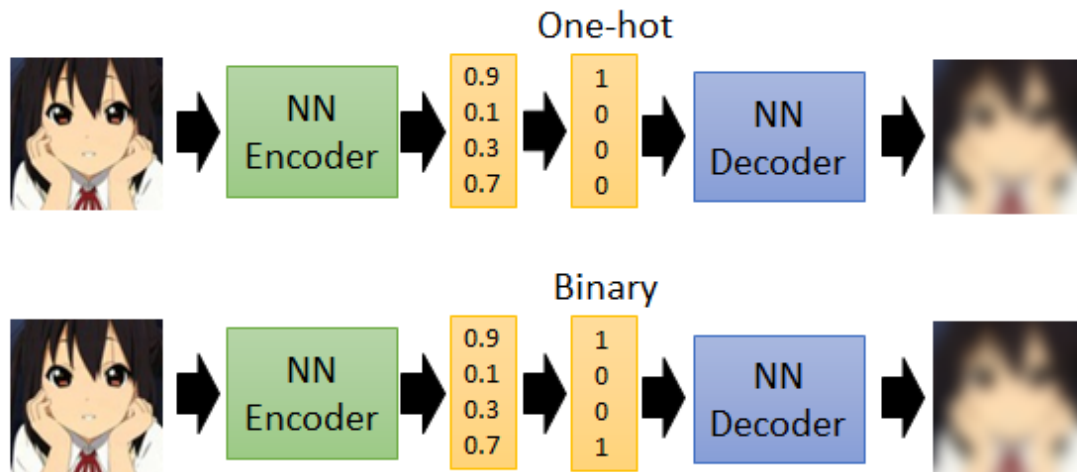 One-hot
NN
Encoder
0.9
0.1
0.3
0.7
1
0
0
0
NN
Decoder
Binary
NN
Encoder
0.9
0.1
0.3
0.7
1
0
0
1
NN
Decoder